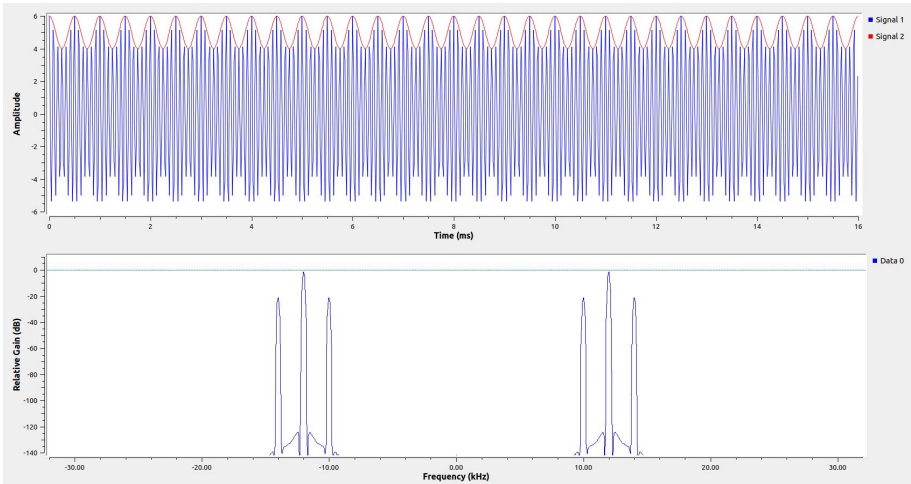 6
4
2
0
-2
-4
-6
Amplitude
0 2 4 6 8 10 12 14 16
Time (ms)
Signal 1
Signal 2
0
-20
-40
-60
-80
-100
-120
-140
Relative Gain (dB)
-30.00 -20.00 -10.00 0.00 10.00 20.00 30.00
Frequency (kHz)
Data 0